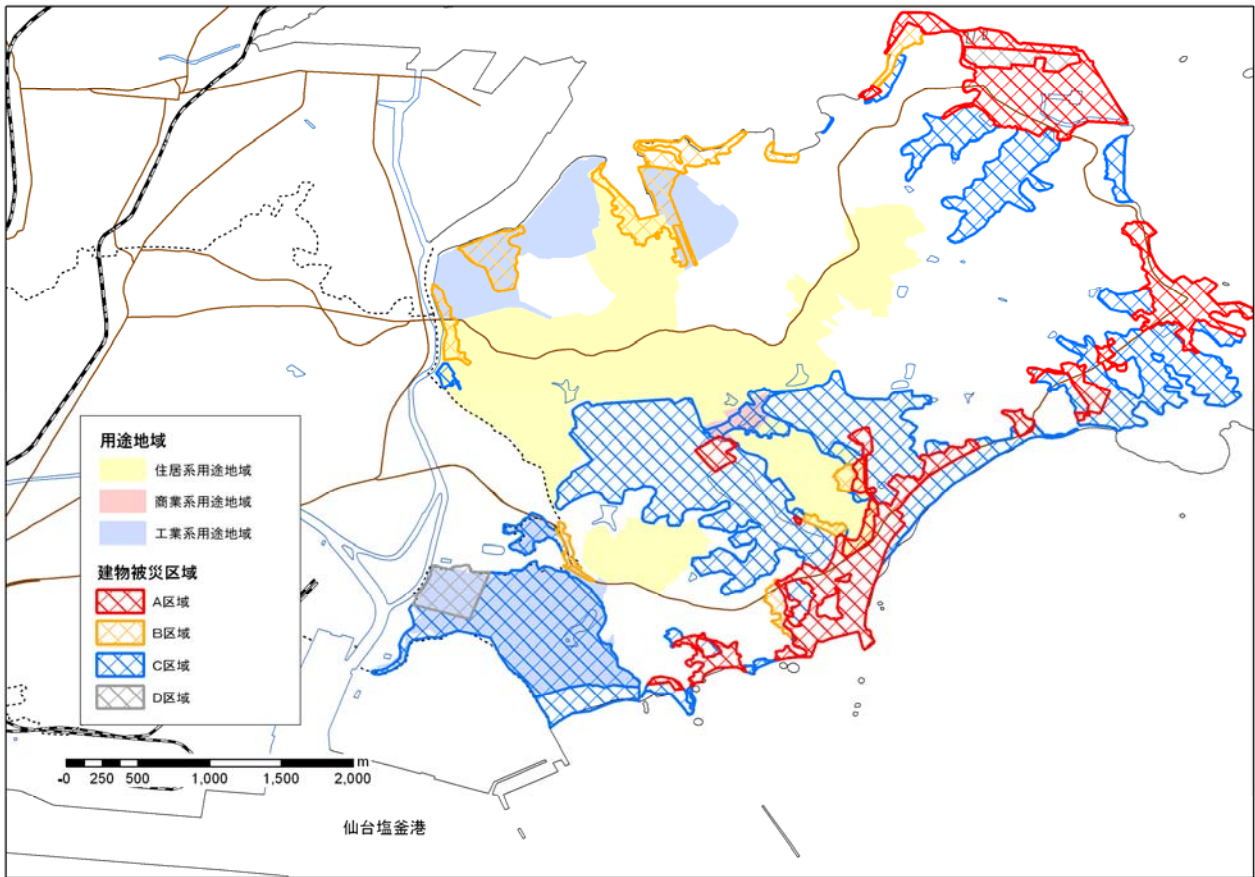 用途地域
住居系用途地域
商業系用途地域
工業系用途地域
建物被災区域
A区域
B区域
C区域
D区域
m
-0 250 500 1,000 1,500 2,000
仙台塩釜港